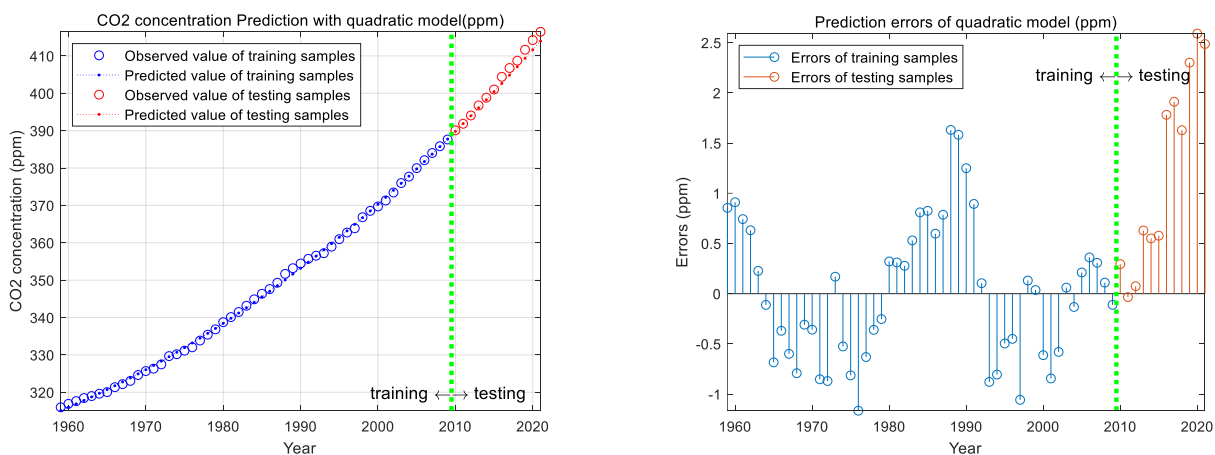 CO2 concentration Prediction with quadratic model(ppm)
Observed value of training samples
Predicted value of training samples
Observed value of testing samples
Predicted value of testing samples
CO2 concentration (ppm)
410
400
390
380
370
360
350
340
330
320
training ⟷ testing
1960 1970 1980 1990 2000 2010 2020
Year
Prediction errors of quadratic model (ppm)
Errors of training samples
Errors of testing samples
training ⟷ testing
Errors (ppm)
2.5
2
1.5
1
0.5
0
-0.5
-1
1960 1970 1980 1990 2000 2010 2020
Year